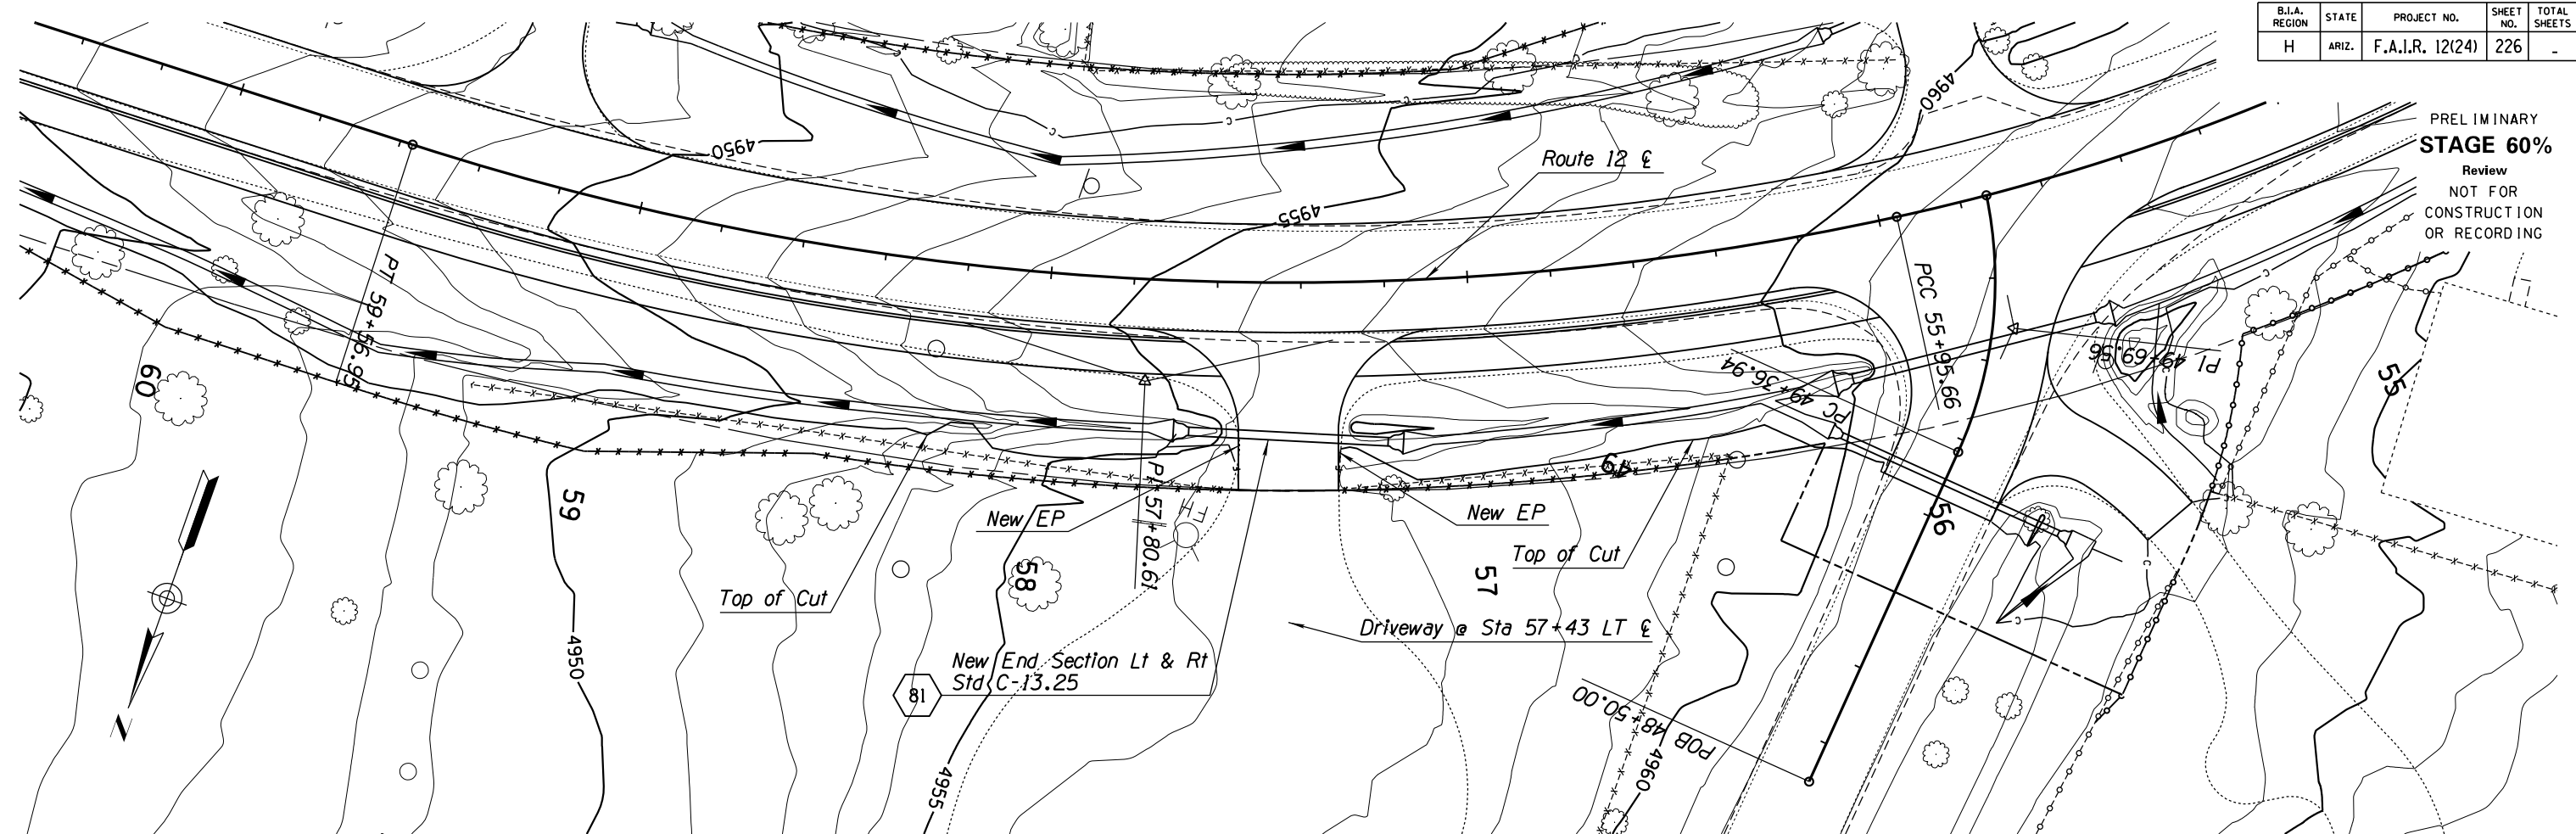 B.I.A. REGION STATE PROJECT NO. SHEET NO. TOTAL SHEETS
H ARIZ. F.A.I.R. 12(24) 226 -
PRELIMINARY
STAGE 60%
Review
NOT FOR
CONSTRUCTION
OR RECORDING
4960
4950
Route 12 ℄
4955
PT 59+56.95
PCC 55+95.66
PI 49+69.56
PC 49+36.94
60
55
49
59
New EP
PI 57+80.61
TH
New EP
56
Top of Cut
58
57
Top of Cut
Driveway @ Sta 57+43 LT ℄
4950
New End Section Lt & Rt
Std C-13.25
81
POB 48+50.00
N
4955
4960
C
C
C
C
C
C
C